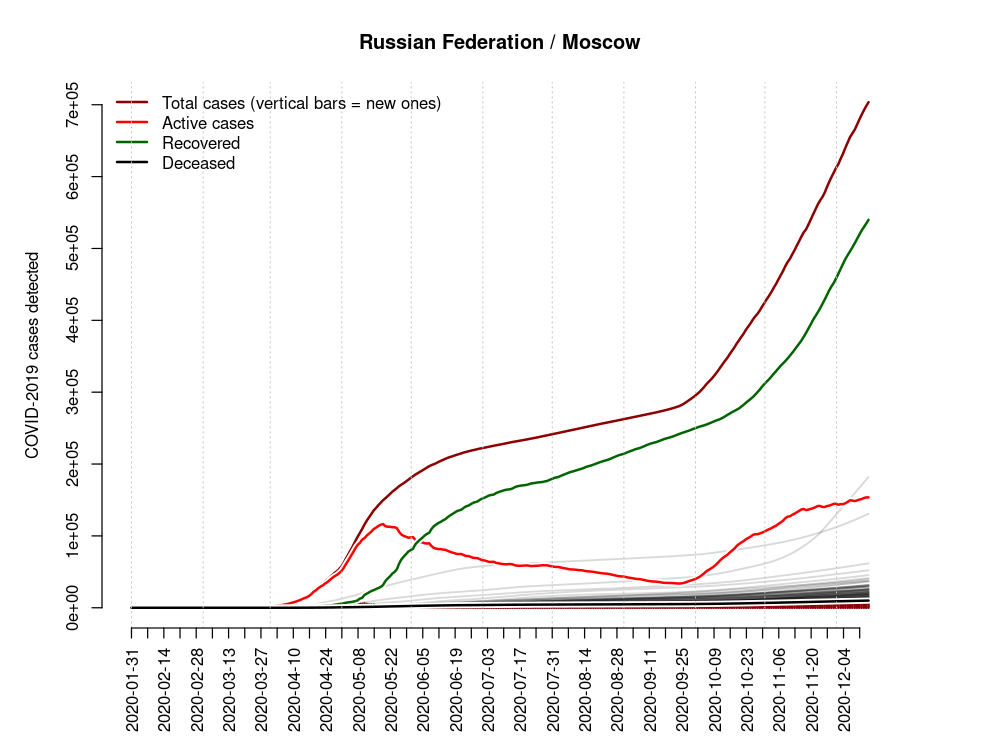 Russian Federation / Moscow
Total cases (vertical bars = new ones)
Active cases
Recovered
Deceased
COVID-2019 cases detected
7e+05
6e+05
5e+05
4e+05
3e+05
2e+05
1e+05
0e+00
2020-01-31
2020-02-14
2020-02-28
2020-03-13
2020-03-27
2020-04-10
2020-04-24
2020-05-08
2020-05-22
2020-06-05
2020-06-19
2020-07-03
2020-07-17
2020-07-31
2020-08-14
2020-08-28
2020-09-11
2020-09-25
2020-10-09
2020-10-23
2020-11-06
2020-11-20
2020-12-04